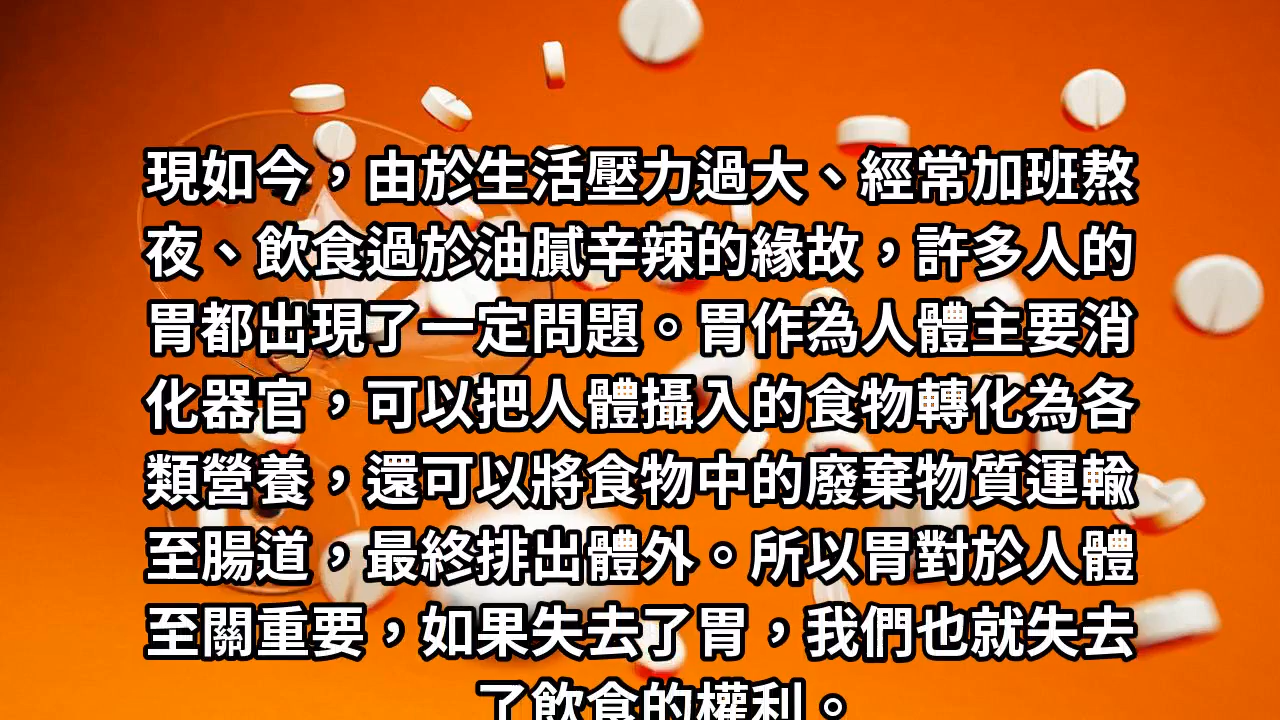 現如今，由於生活壓力過大、經常加班熬
夜、飲食過於油膩辛辣的緣故，許多人的
胃都出現了一定問題。胃作為人體主要消
化器官，可以把人體攝入的食物轉化為各
類營養，還可以將食物中的廢棄物質運輸
至腸道，最終排出體外。所以胃對於人體
至關重要，如果失去了胃，我們也就失去
了飲食的權利。